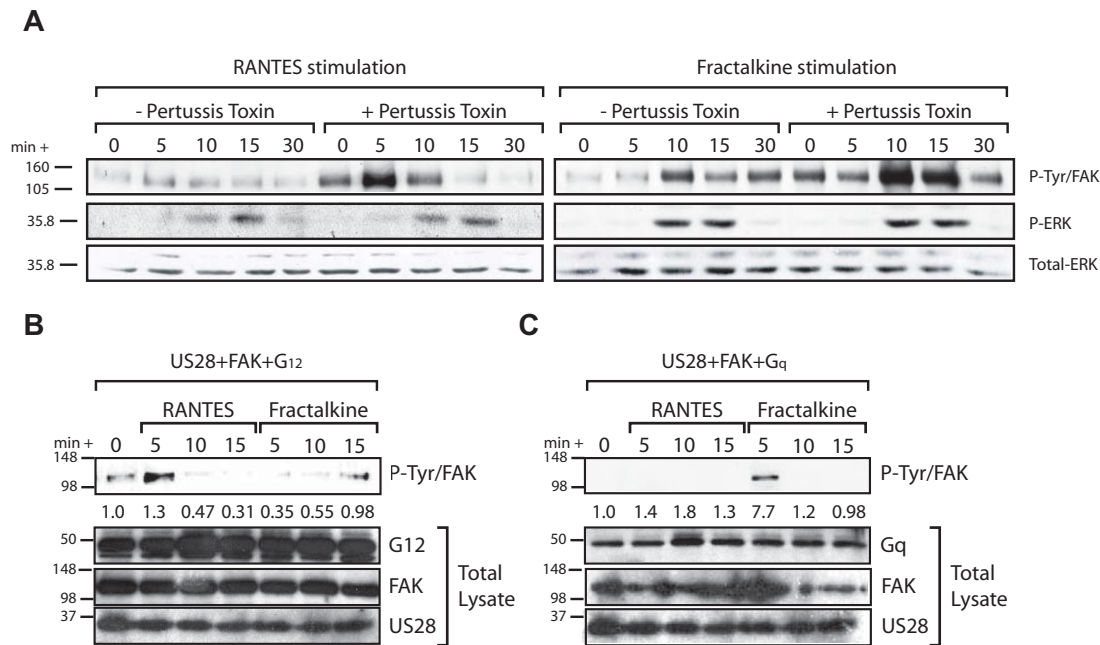 A
RANTES stimulation
Fractalkine stimulation
- Pertussis Toxin
+ Pertussis Toxin
- Pertussis Toxin
+ Pertussis Toxin
min +
0 5 10 15 30 0 5 10 15 30
0 5 10 15 30 0 5 10 15 30
160
105
P-Tyr/FAK
35.8
P-ERK
35.8
Total-ERK
B
US28+FAK+G12
RANTES
Fractalkine
min +
0 5 10 15 5 10 15
148
98
P-Tyr/FAK
1.0 1.3 0.47 0.31 0.35 0.55 0.98
50
G12
148
98
FAK
37
US28
Total
Lysate
C
US28+FAK+Gq
RANTES
Fractalkine
min +
0 5 10 15 5 10 15
148
98
P-Tyr/FAK
1.0 1.4 1.8 1.3 7.7 1.2 0.98
50
Gq
148
98
FAK
37
US28
Total
Lysate